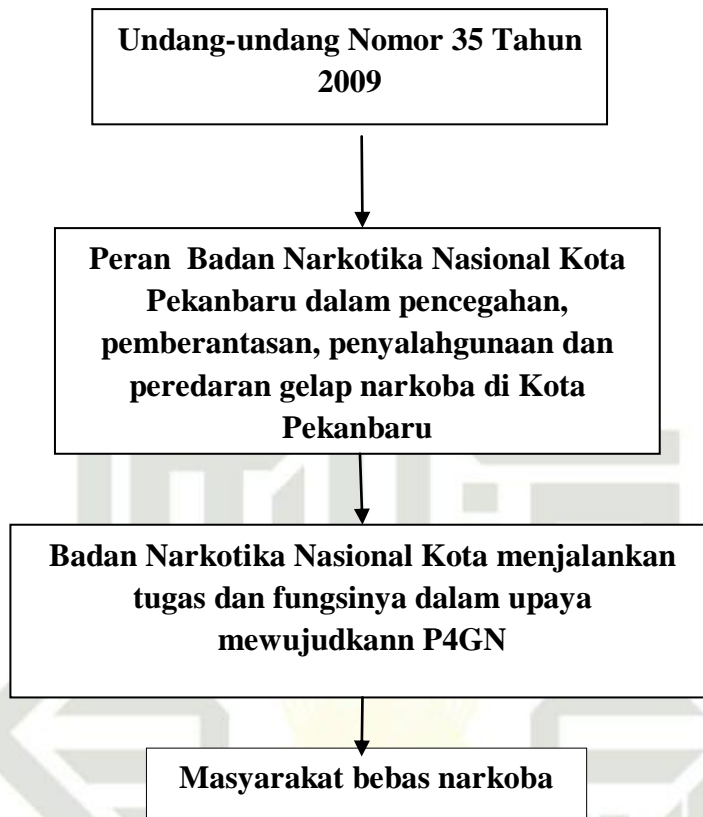 Undang-undang Nomor 35 Tahun
2009
Peran Badan Narkotika Nasional Kota
Pekanbaru dalam pencegahan,
pemberantasan, penyalahgunaan dan
peredaran gelap narkoba di Kota
Pekanbaru
Badan Narkotika Nasional Kota menjalankan
tugas dan fungsinya dalam upaya
mewujudkann P4GN
Masyarakat bebas narkoba